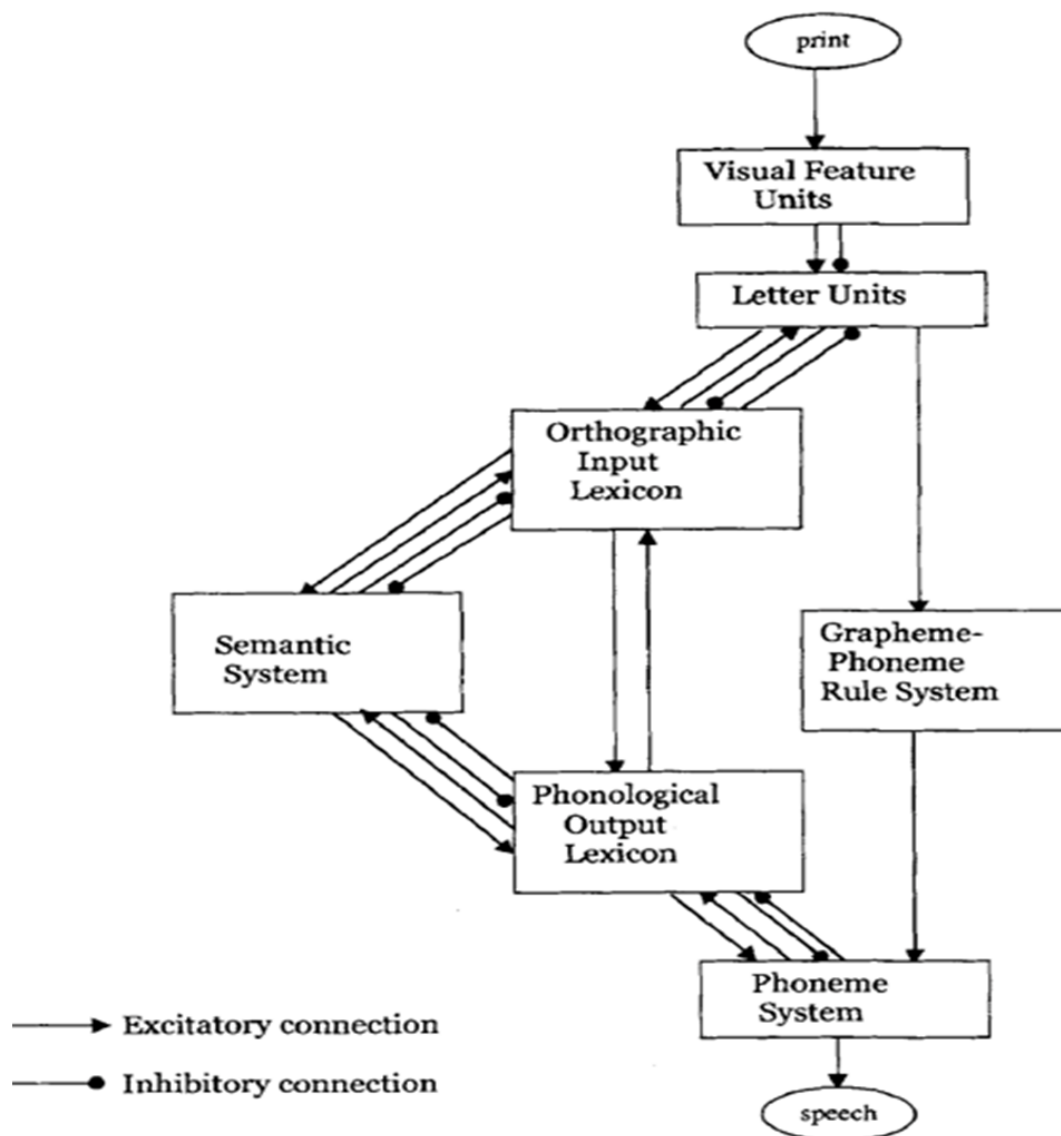 print
Visual Feature
Units
Letter Units
Orthographic
Input
Lexicon
Semantic
System
Grapheme-
Phoneme
Rule System
Phonological
Output
Lexicon
Phoneme
System
Excitatory connection
Inhibitory connection
speech